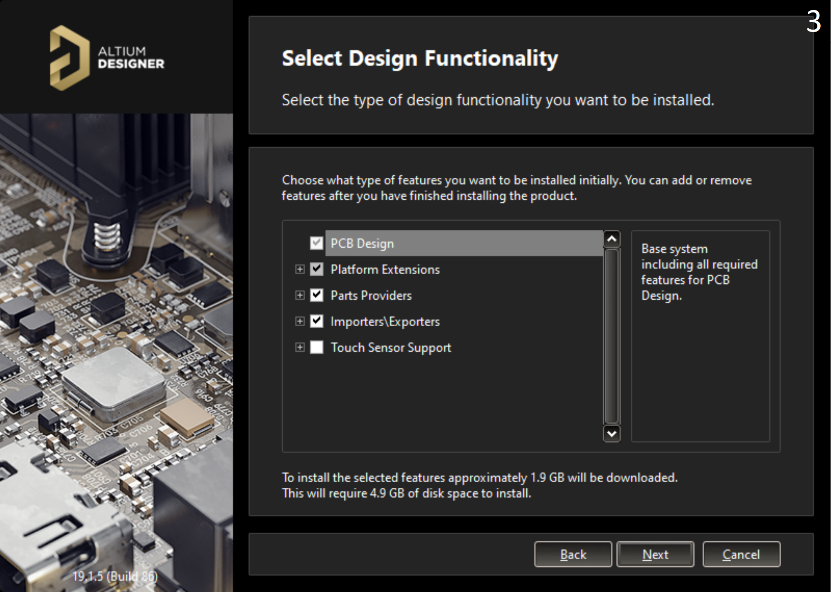 3
ALTIUM
DESIGNER
Select Design Functionality
Select the type of design functionality you want to be installed.
Choose what type of features you want to be installed initially. You can add or remove
features after you have finished installing the product.
PCB Design
Platform Extensions
Parts Providers
Importers\Exporters
Touch Sensor Support
Base system
including all required
features for PCB
Design.
To install the selected features approximately 1.9 GB will be downloaded.
This will require 4.9 GB of disk space to install.
19.1.5 (Build 86)
Back
Next
Cancel